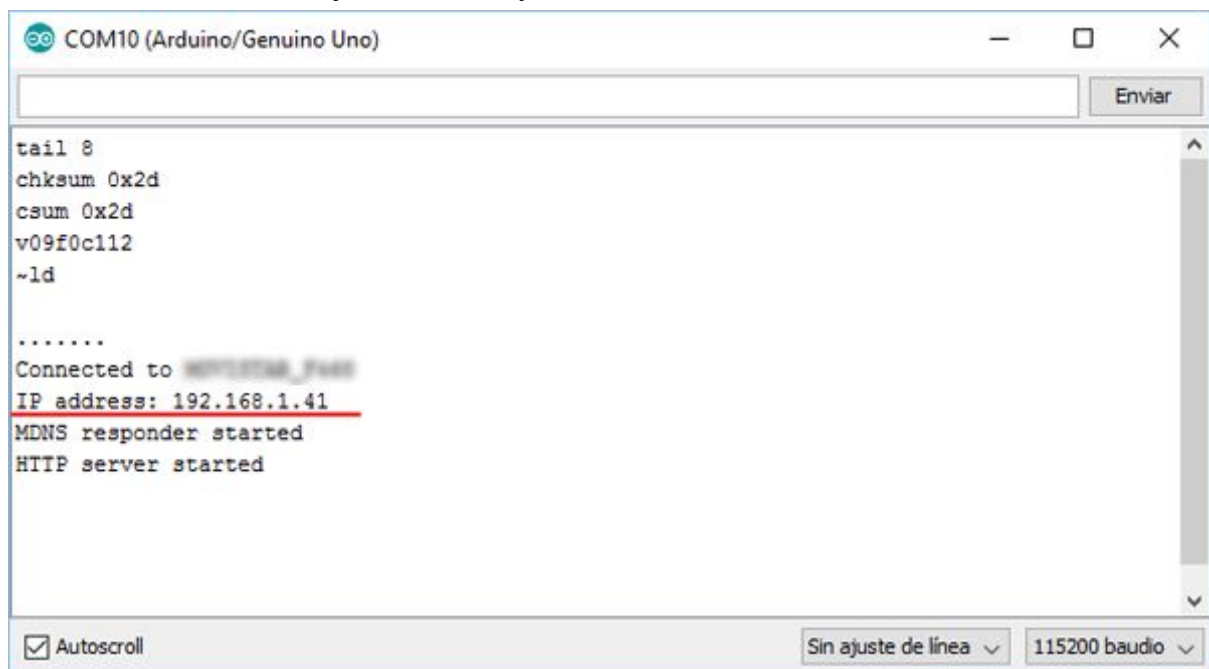 COM10 (Arduino/Genuino Uno)
Enviar
tail 8
chksum 0x2d
csum 0x2d
v09f0c112
~ld
.......
Connected to
IP address: 192.168.1.41
MDNS responder started
HTTP server started
Autoscroll
Sin ajuste de línea
115200 baudio